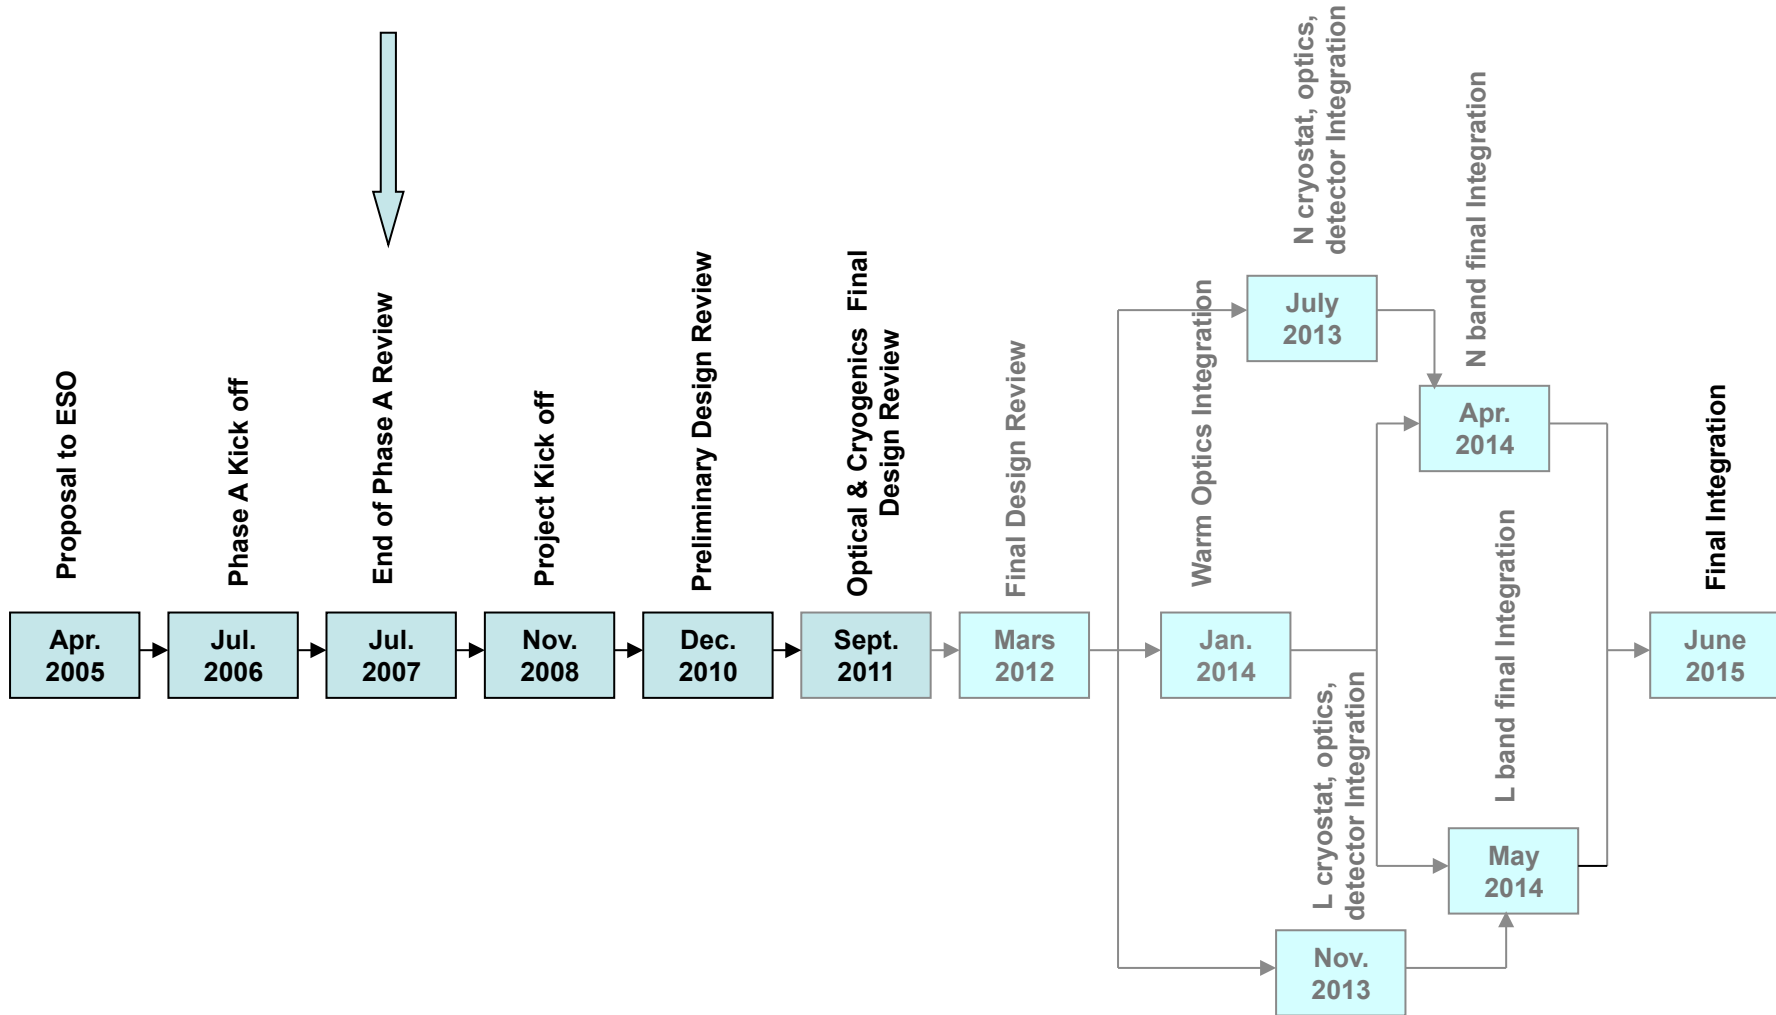 Proposal to ESO
Apr.
2005
Phase A Kick off
Jul.
2006
End of Phase A Review
Jul.
2007
Project Kick off
Nov.
2008
Preliminary Design Review
Dec.
2010
Optical & Cryogenics Final
Design Review
Sept.
2011
Final Design Review
Mars
2012
N cryostat, optics,
detector Integration
July
2013
Warm Optics Integration
Jan.
2014
L cryostat, optics,
detector Integration
Nov.
2013
N band final Integration
Apr.
2014
L band final Integration
May
2014
Final Integration
June
2015